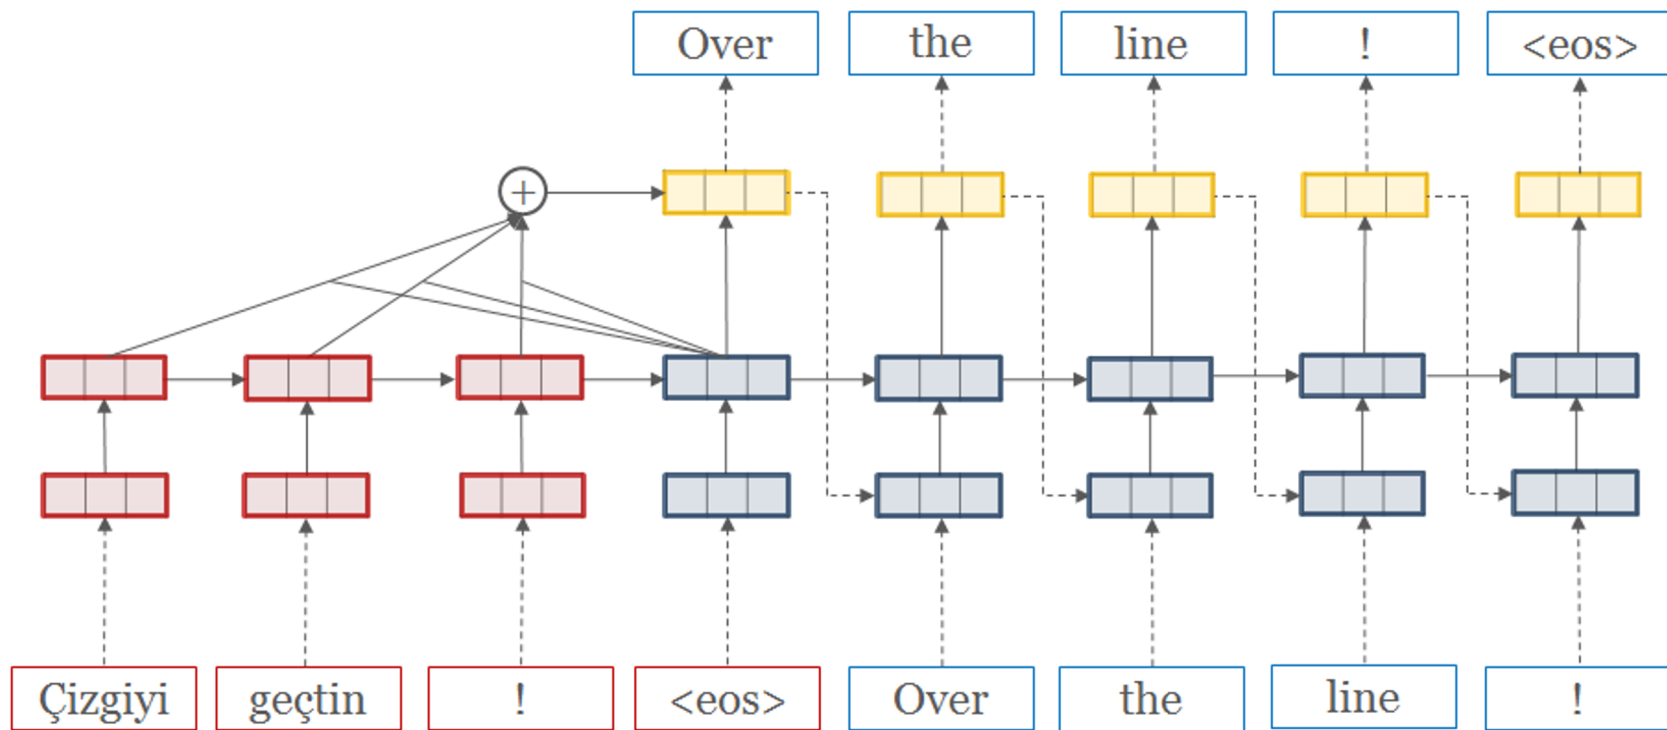 Over the line ! <eos>
+
Çizgiyi geçtin ! <eos> Over the line !